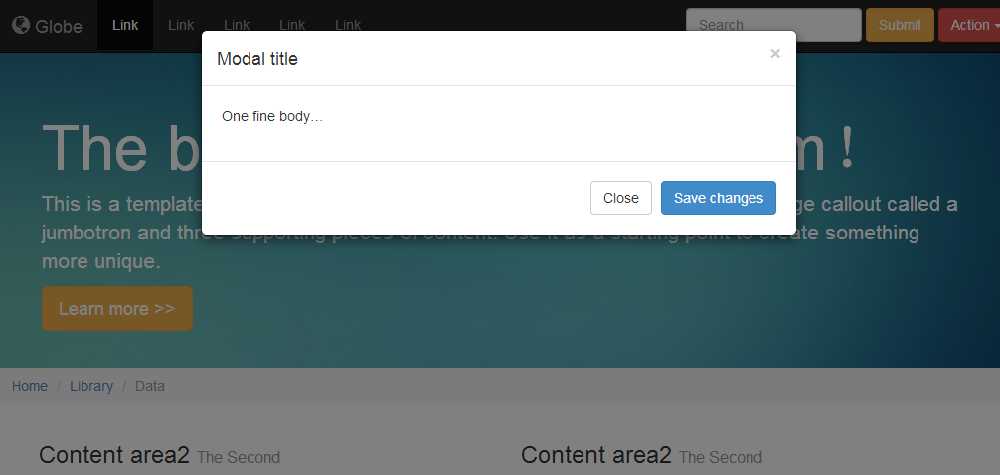 Globe Link Link Link Link Link Search Submit Action
Modal title ×
One fine body…
The b m!
Close Save changes
This is a template ge callout called a
jumbotron and three supporting pieces of content. Use it as a starting point to create something
more unique.
Learn more >>
Home / Library / Data
Content area2 The Second Content area2 The Second